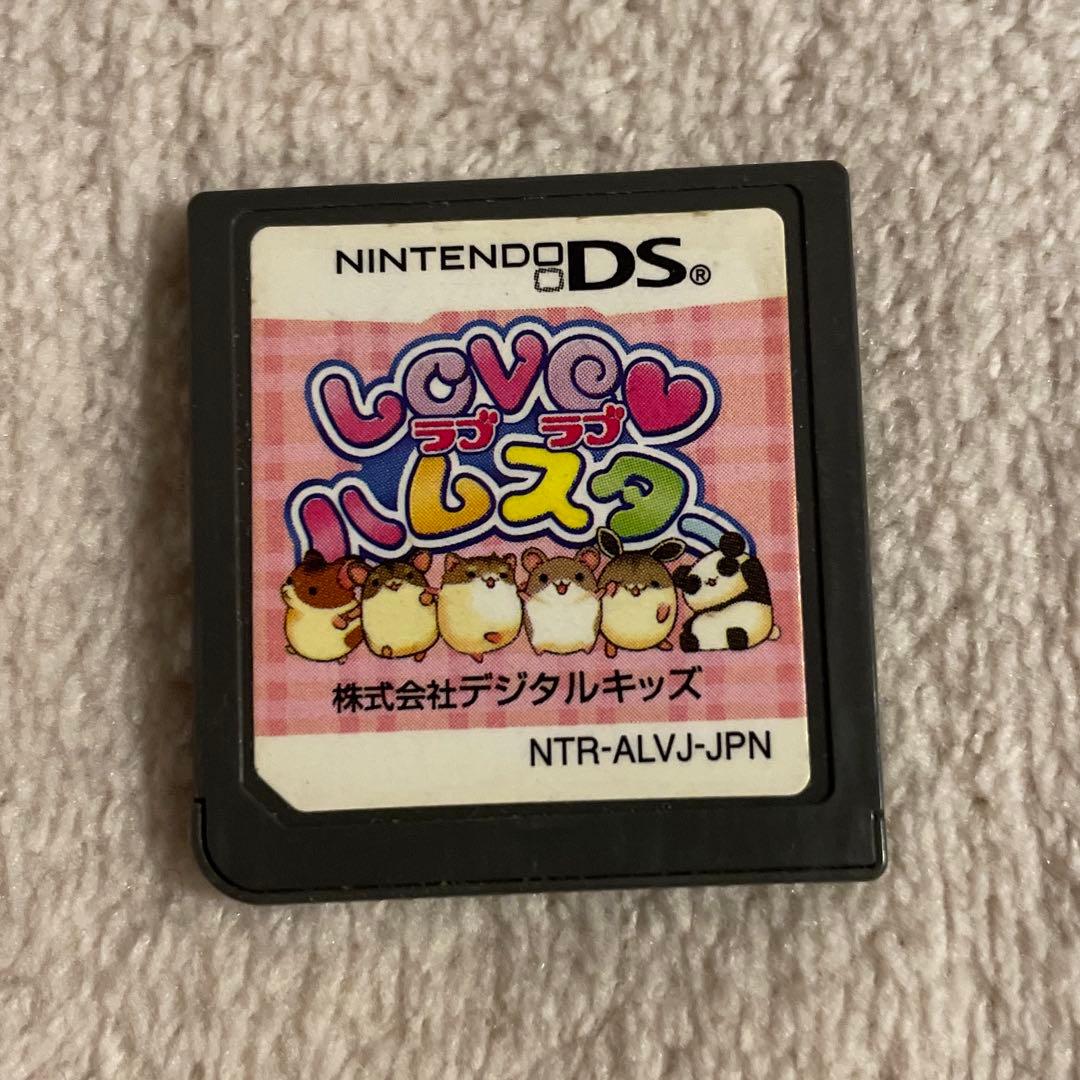 NINTENDO DS®
LOVE♥
ラブ ラブ
ハムスター
株式会社デジタルキッズ
NTR-ALVJ-JPN